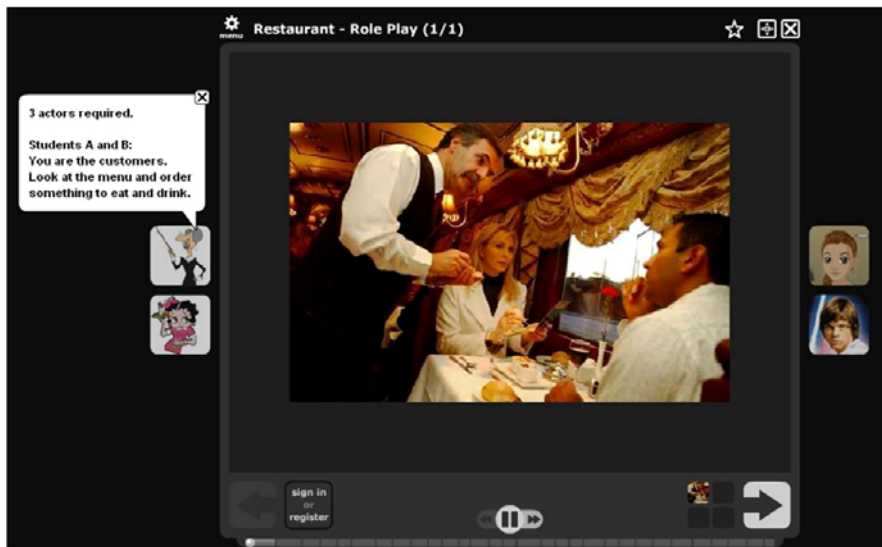 menu
Restaurant - Role Play (1/1)
3 actors required.
Students A and B:
You are the customers.
Look at the menu and order
something to eat and drink.
sign in
or
register